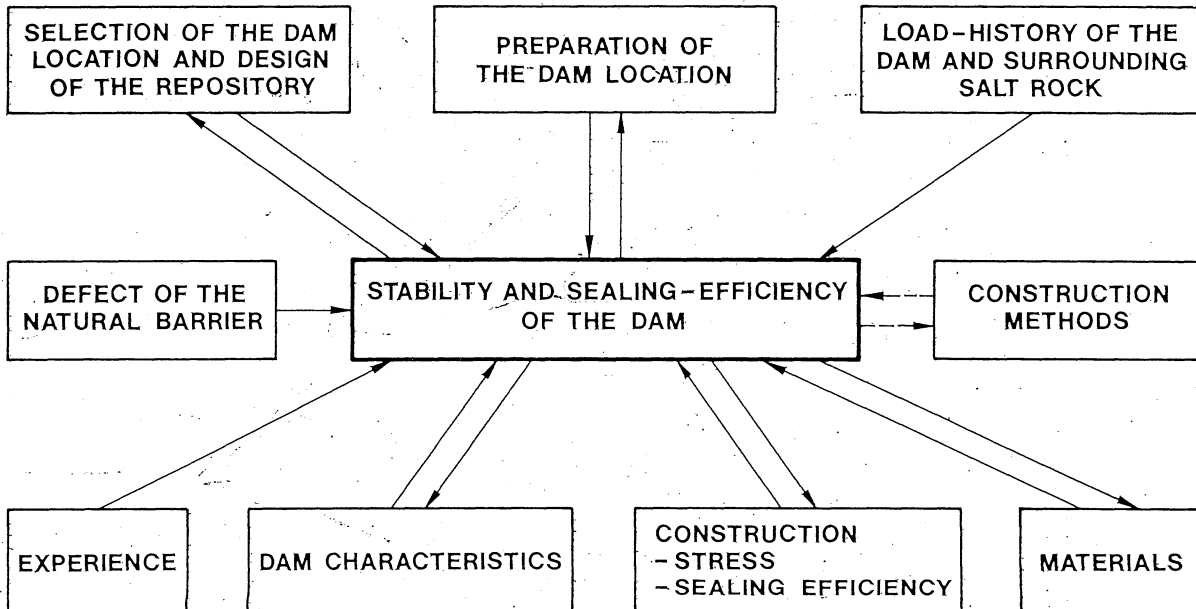 SELECTION OF THE DAM
LOCATION AND DESIGN
OF THE REPOSITORY
PREPARATION OF
THE DAM LOCATION
LOAD-HISTORY OF THE
DAM AND SURROUNDING
SALT ROCK
DEFECT OF THE
NATURAL BARRIER
STABILITY AND SEALING-EFFICIENCY
OF THE DAM
CONSTRUCTION
METHODS
EXPERIENCE
DAM CHARACTERISTICS
CONSTRUCTION
-STRESS
-SEALING EFFICIENCY
MATERIALS